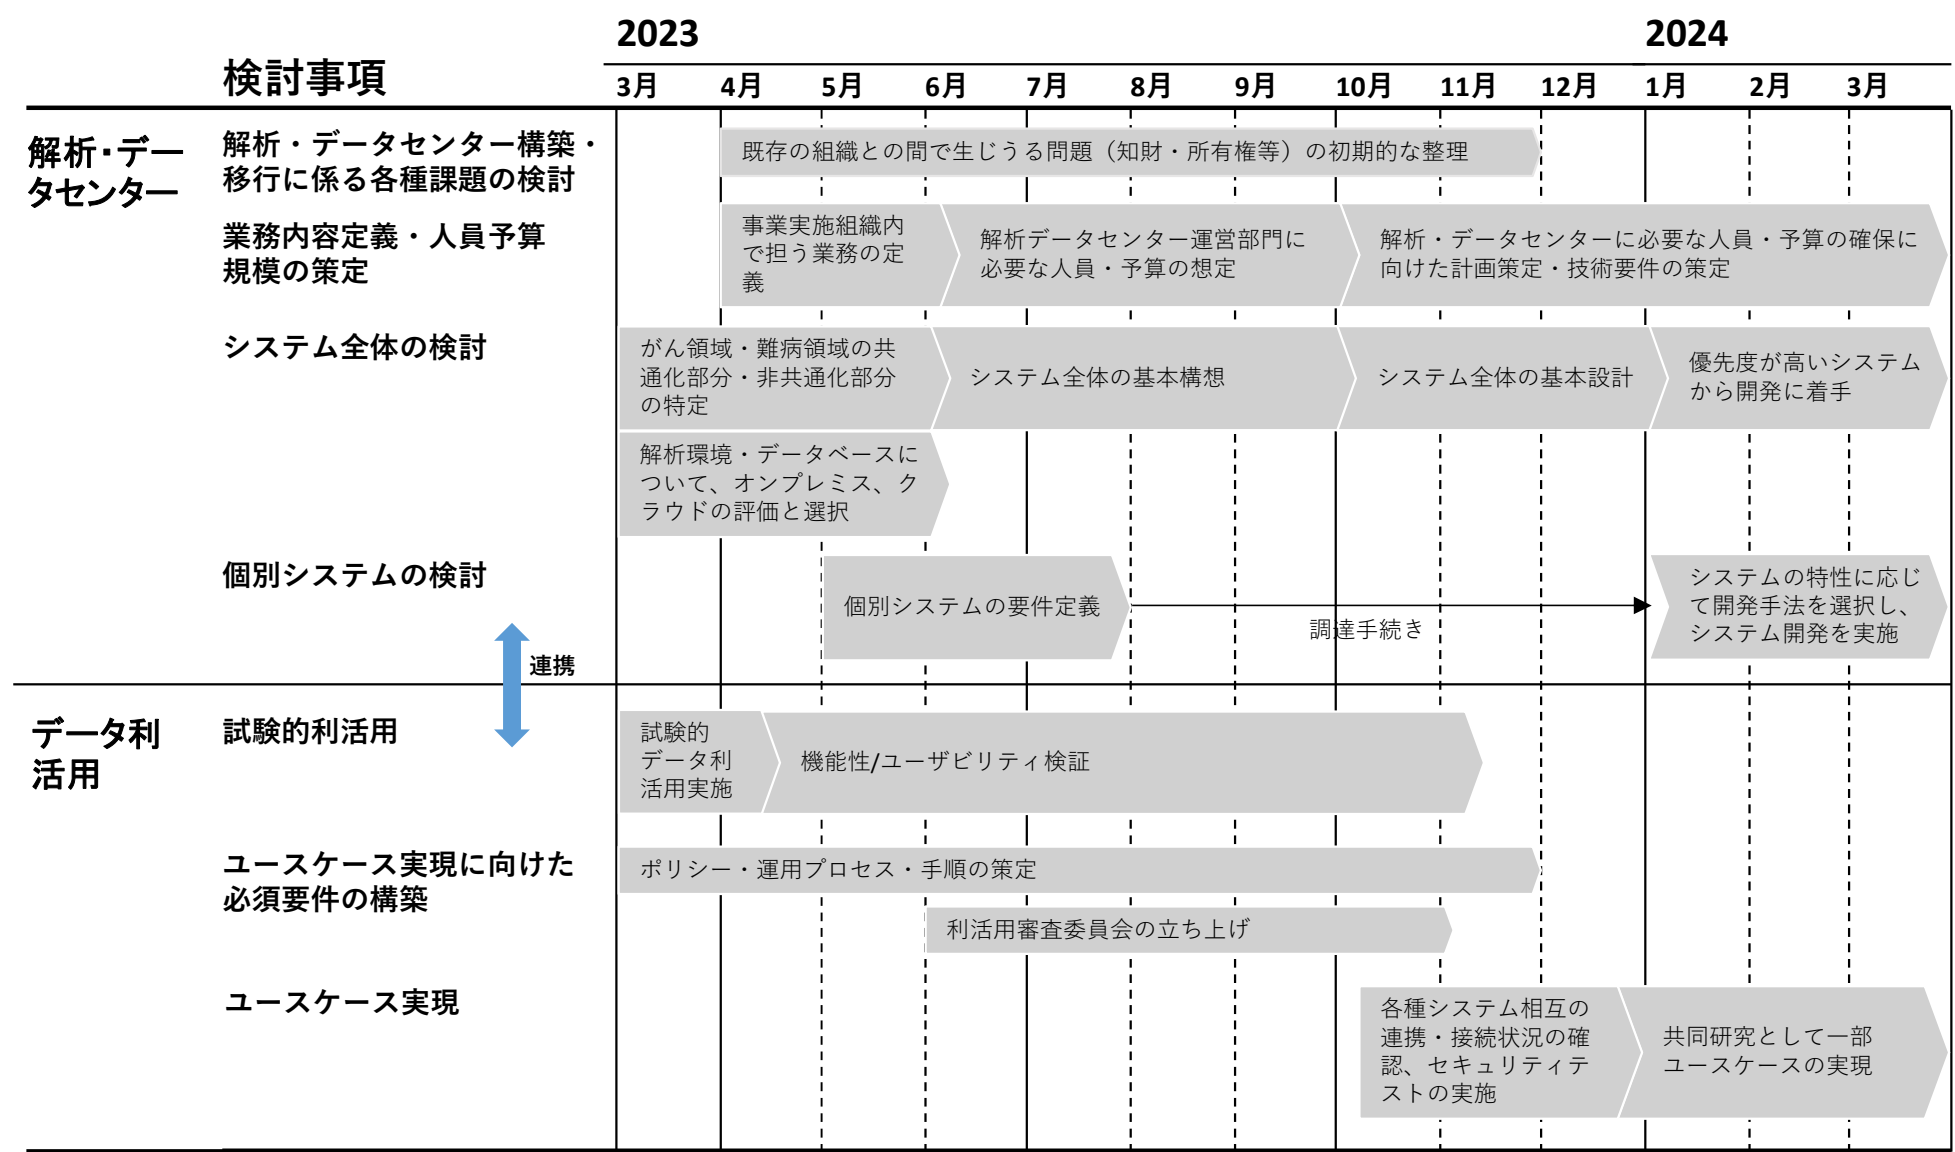 2023
2024
検討事項
3月 4月 5月 6月 7月 8月 9月 10月 11月 12月 1月 2月 3月
解析・デー
タセンター
解析・データセンター構築・
移行に係る各種課題の検討
既存の組織との間で生じうる問題（知財・所有権等）の初期的な整理
業務内容定義・人員予算
規模の策定
事業実施組織内
で担う業務の定
義
解析データセンター運営部門に
必要な人員・予算の想定
解析・データセンターに必要な人員・予算の確保に
向けた計画策定・技術要件の策定
システム全体の検討
がん領域・難病領域の共
通化部分・非共通化部分
の特定
システム全体の基本構想
システム全体の基本設計
優先度が高いシステム
から開発に着手
解析環境・データベースに
ついて、オンプレミス、ク
ラウドの評価と選択
個別システムの検討
個別システムの要件定義
調達手続き
システムの特性に応じ
て開発手法を選択し、
システム開発を実施
連携
データ利
活用
試験的利活用
試験的
データ利
活用実施
機能性/ユーザビリティ検証
ユースケース実現に向けた
必須要件の構築
ポリシー・運用プロセス・手順の策定
利活用審査委員会の立ち上げ
ユースケース実現
各種システム相互の
連携・接続状況の確
認、セキュリティテ
ストの実施
共同研究として一部
ユースケースの実現